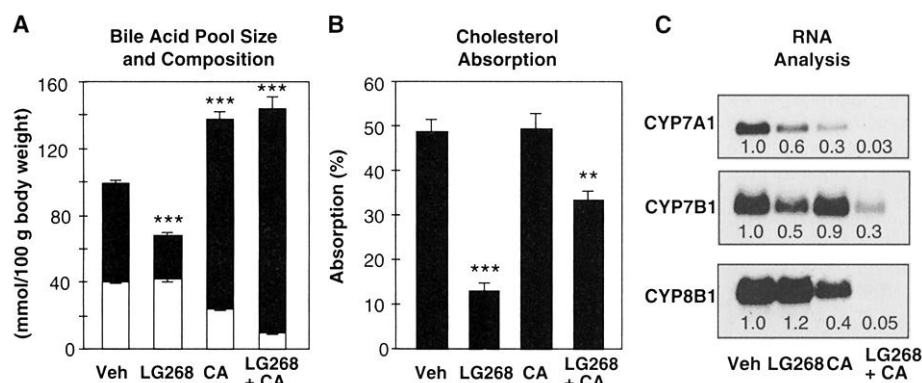 A
Bile Acid Pool Size
and Composition
(mmol/100 g body weight)
160
120
80
40
0
***
***
***
Veh
LG268
CA
LG268
+ CA
B
Cholesterol
Absorption
Absorption (%)
60
50
40
30
20
10
0
***
**
Veh
LG268
CA
LG268
+ CA
C
RNA
Analysis
CYP7A1
1.0 0.6 0.3 0.03
CYP7B1
1.0 0.5 0.9 0.3
CYP8B1
1.0 1.2 0.4 0.05
Veh LG268 CA LG268
+ CA